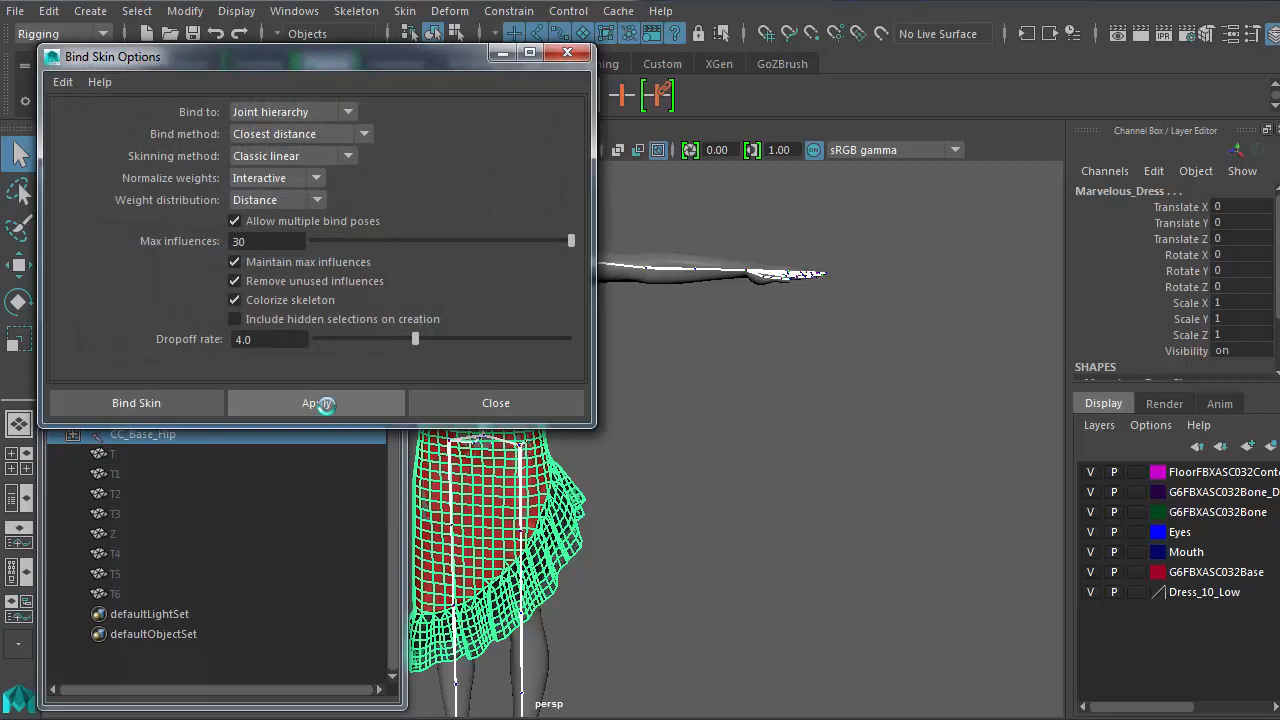 File Edit Create Select Modify Display Windows Skeleton Skin Deform Constrain Control Cache Help
Rigging Objects No Live Surface
Bind Skin Options
Custom XGen GoZBrush
Edit Help
Bind to: Joint hierarchy
Bind method: Closest distance
Skinning method: Classic linear
Normalize weights: Interactive
Weight distribution: Distance
Allow multiple bind poses
Max influences: 30
Maintain max influences
Remove unused influences
Colorize skeleton
Include hidden selections on creation
Dropoff rate: 4.0
Bind Skin Apply Close
CC_Base_Hip
T
T1
T2
T3
Z
T4
T5
T6
defaultLightSet
defaultObjectSet
0.00 1.00 ON sRGB gamma
persp
Channel Box / Layer Editor
Channels Edit Object Show
Marvelous_Dress . . .
Translate X 0
Translate Y 0
Translate Z 0
Rotate X 0
Rotate Y 0
Rotate Z 0
Scale X 1
Scale Y 1
Scale Z 1
Visibility on
SHAPES
Display Render Anim
Layers Options Help
V P FloorFBXASC032Conte
V P G6FBXASC032Bone_D
V P G6FBXASC032Bone
V P Eyes
V P Mouth
V P G6FBXASC032Base
V P Dress_10_Low